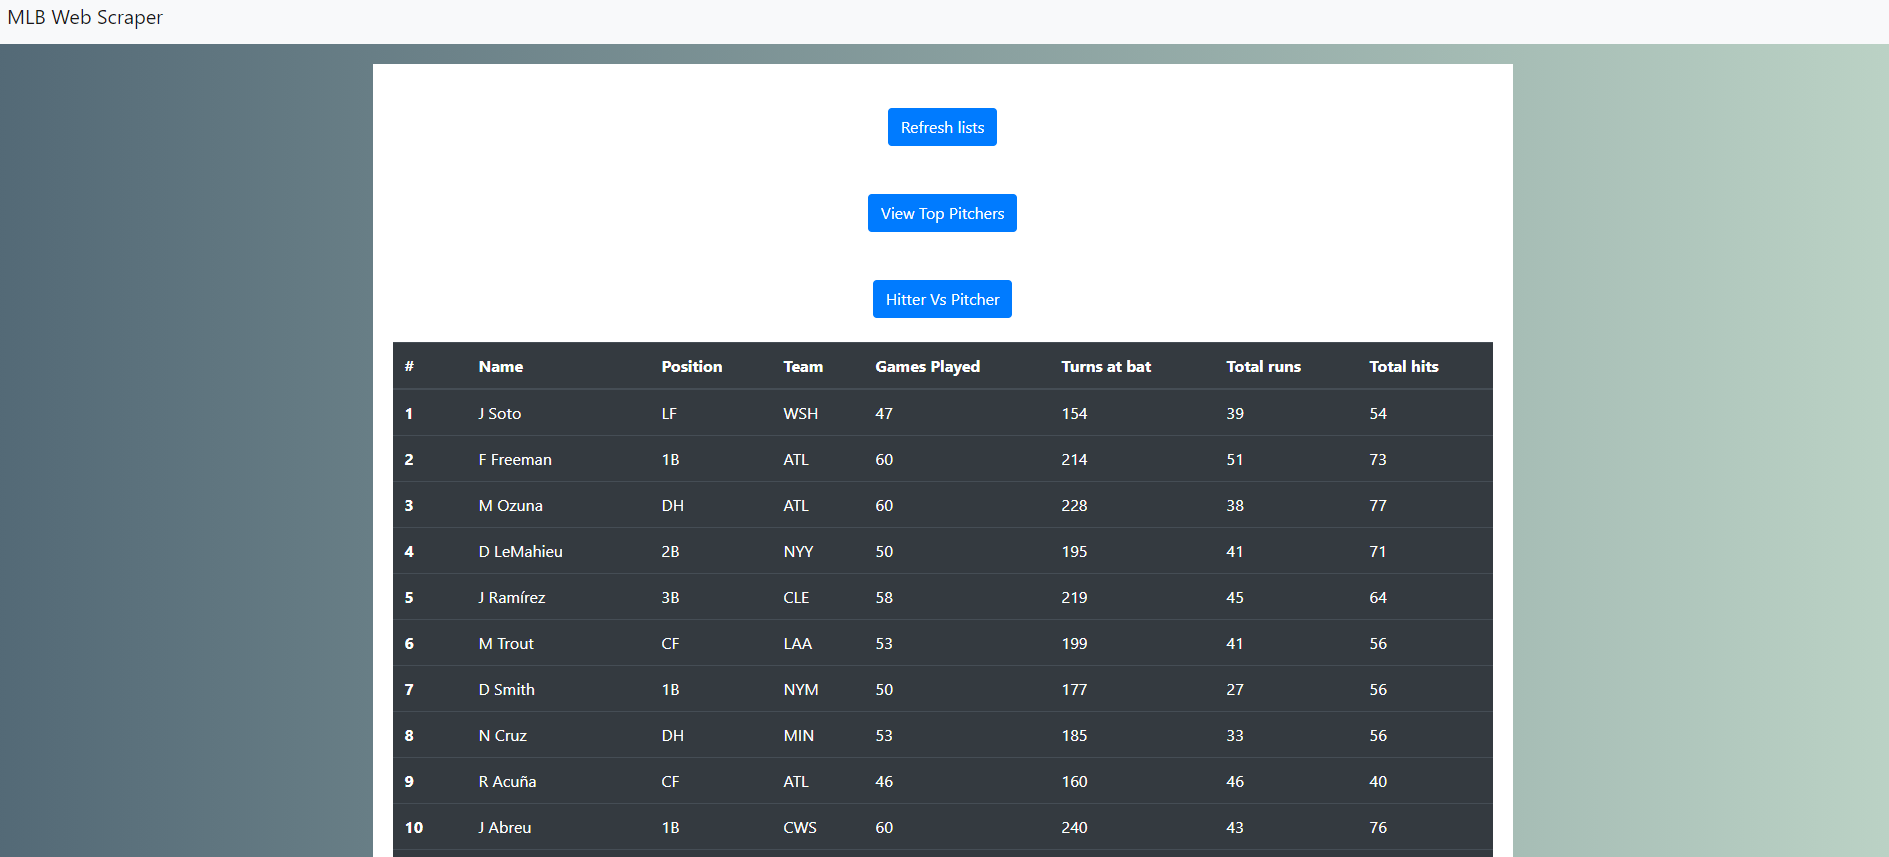 MLB Web Scraper
Refresh lists
View Top Pitchers
Hitter Vs Pitcher
# Name Position Team Games Played Turns at bat Total runs Total hits
1 J Soto LF WSH 47 154 39 54
2 F Freeman 1B ATL 60 214 51 73
3 M Ozuna DH ATL 60 228 38 77
4 D LeMahieu 2B NYY 50 195 41 71
5 J Ramírez 3B CLE 58 219 45 64
6 M Trout CF LAA 53 199 41 56
7 D Smith 1B NYM 50 177 27 56
8 N Cruz DH MIN 53 185 33 56
9 R Acuña CF ATL 46 160 46 40
10 J Abreu 1B CWS 60 240 43 76